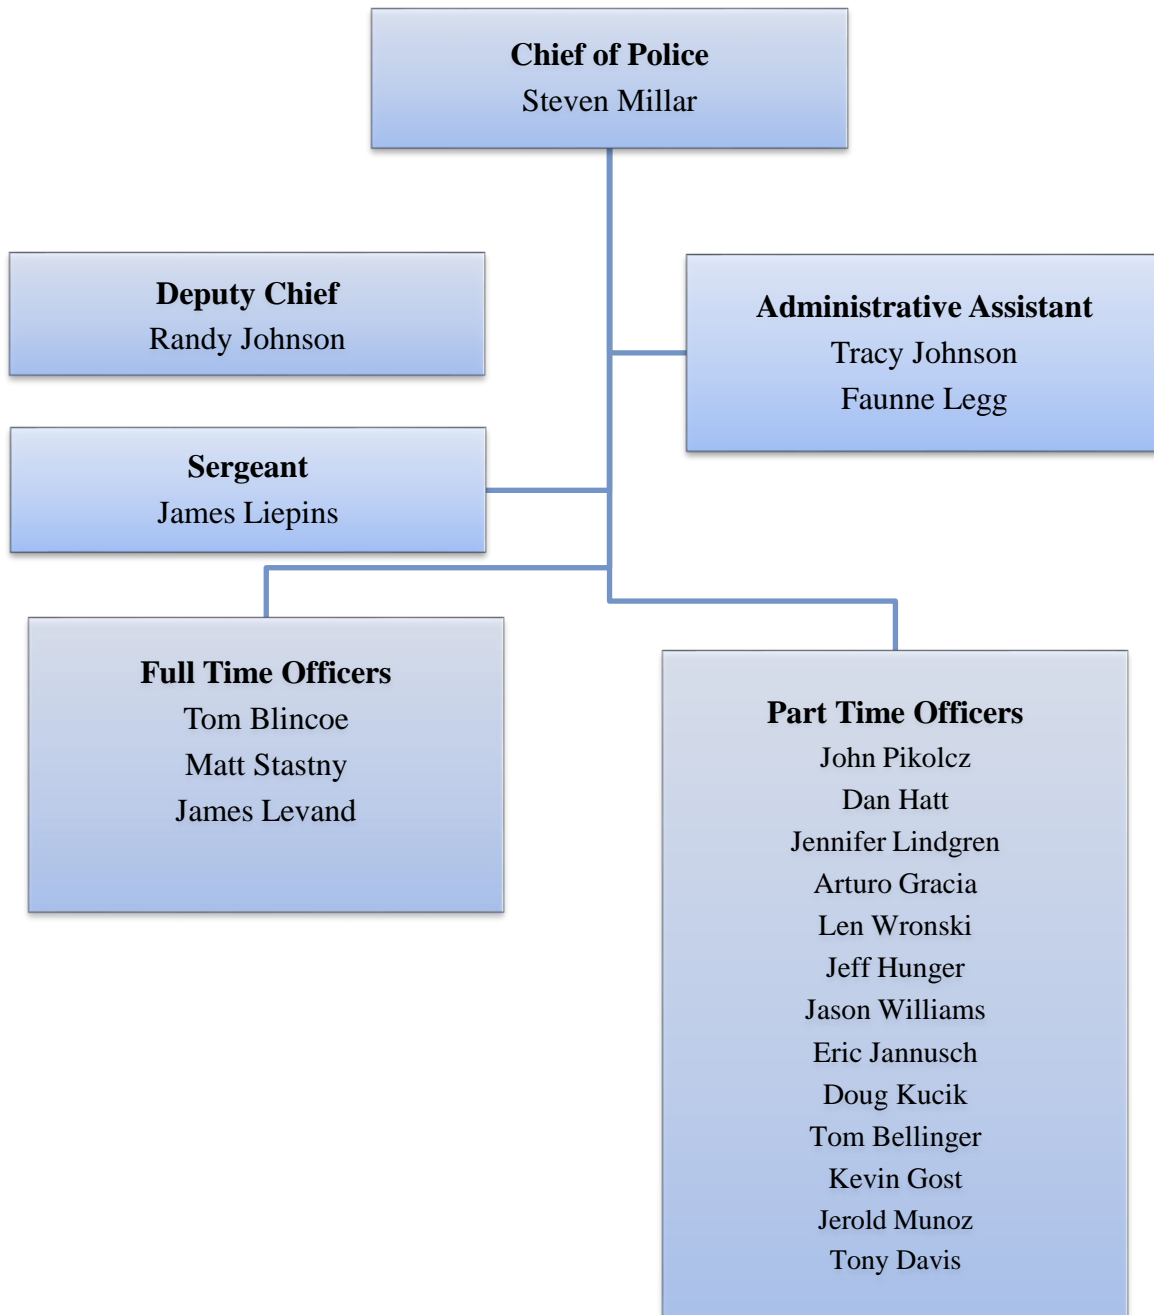 Chief of Police
Steven Millar
Deputy Chief
Randy Johnson
Administrative Assistant
Tracy Johnson
Faunne Legg
Sergeant
James Liepins
Full Time Officers
Tom Blincoe
Matt Stastny
James Levand
Part Time Officers
John Pikolcz
Dan Hatt
Jennifer Lindgren
Arturo Gracia
Len Wronski
Jeff Hunger
Jason Williams
Eric Jannusch
Doug Kucik
Tom Bellinger
Kevin Gost
Jerold Munoz
Tony Davis